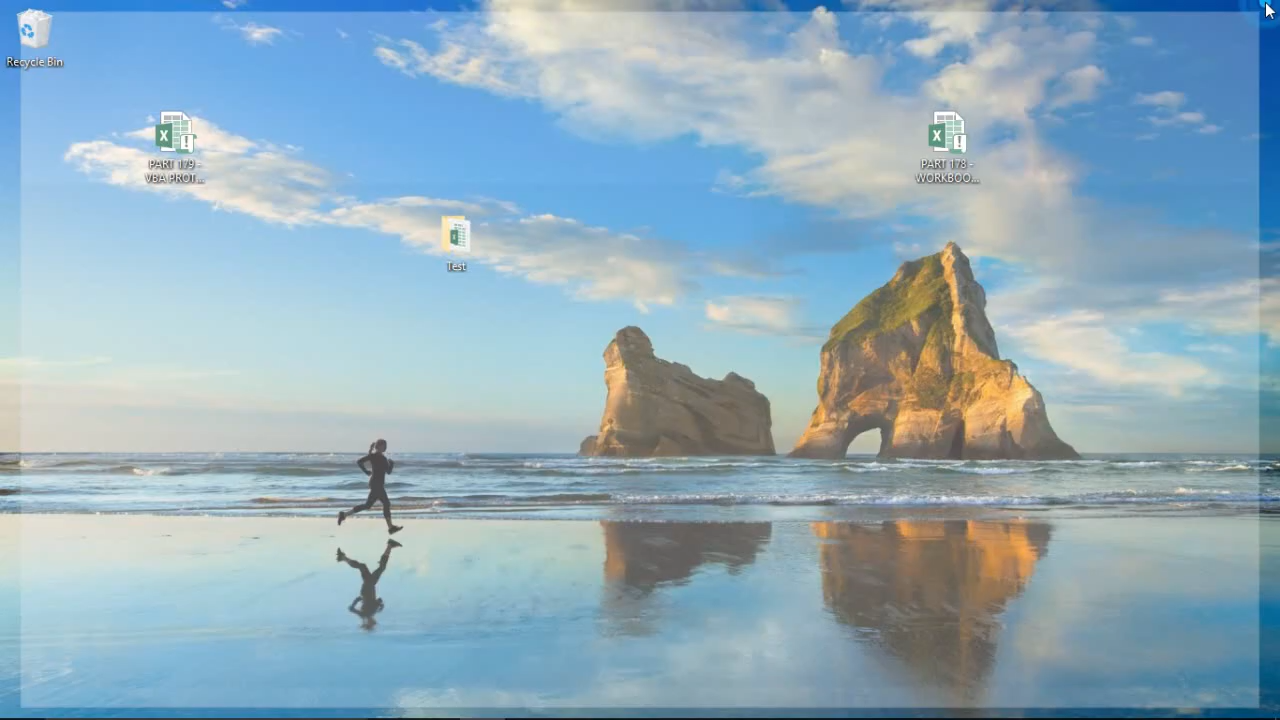 Recycle Bin
PART 179 -
VBA PROT...
PART 178 -
WORKBOO...
Test